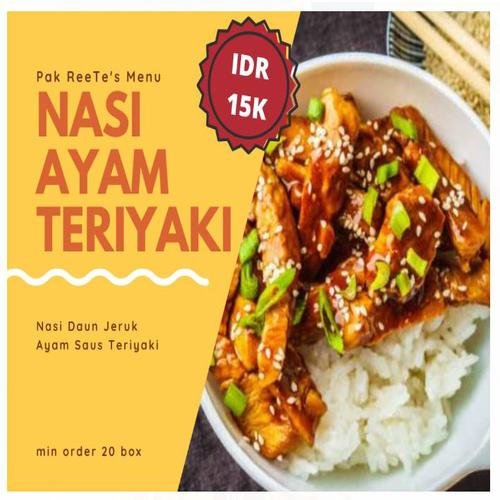 Pak ReeTe's Menu
NASI
AYAM
TERIYAKI
IDR
15K
Nasi Daun Jeruk
Ayam Saus Teriyaki
min order 20 box